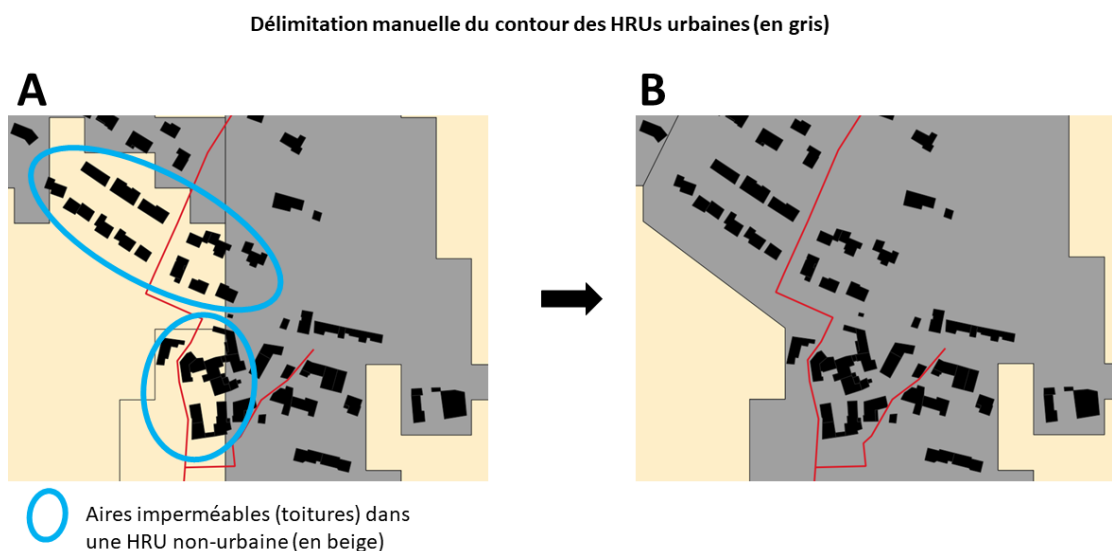 Délimitation manuelle du contour des HRUs urbaines (en gris)
A
B
Aires imperméables (toitures) dans
une HRU non-urbaine (en beige)